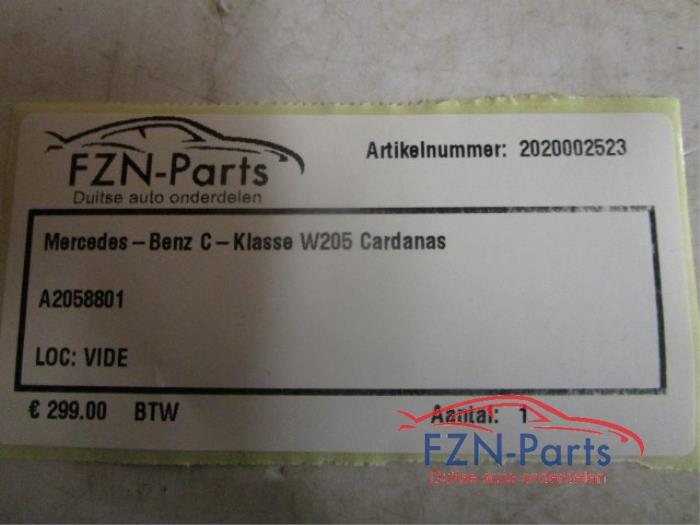 FZN-Parts
Duitse auto onderdelen
Artikelnummer: 2020002523
Mercedes-Benz C-Klasse W205 Cardanas
A2058801
LOC: VIDE
€ 299.00 BTW Aantal: 1
FZN-Parts
Duitse auto onderdelen